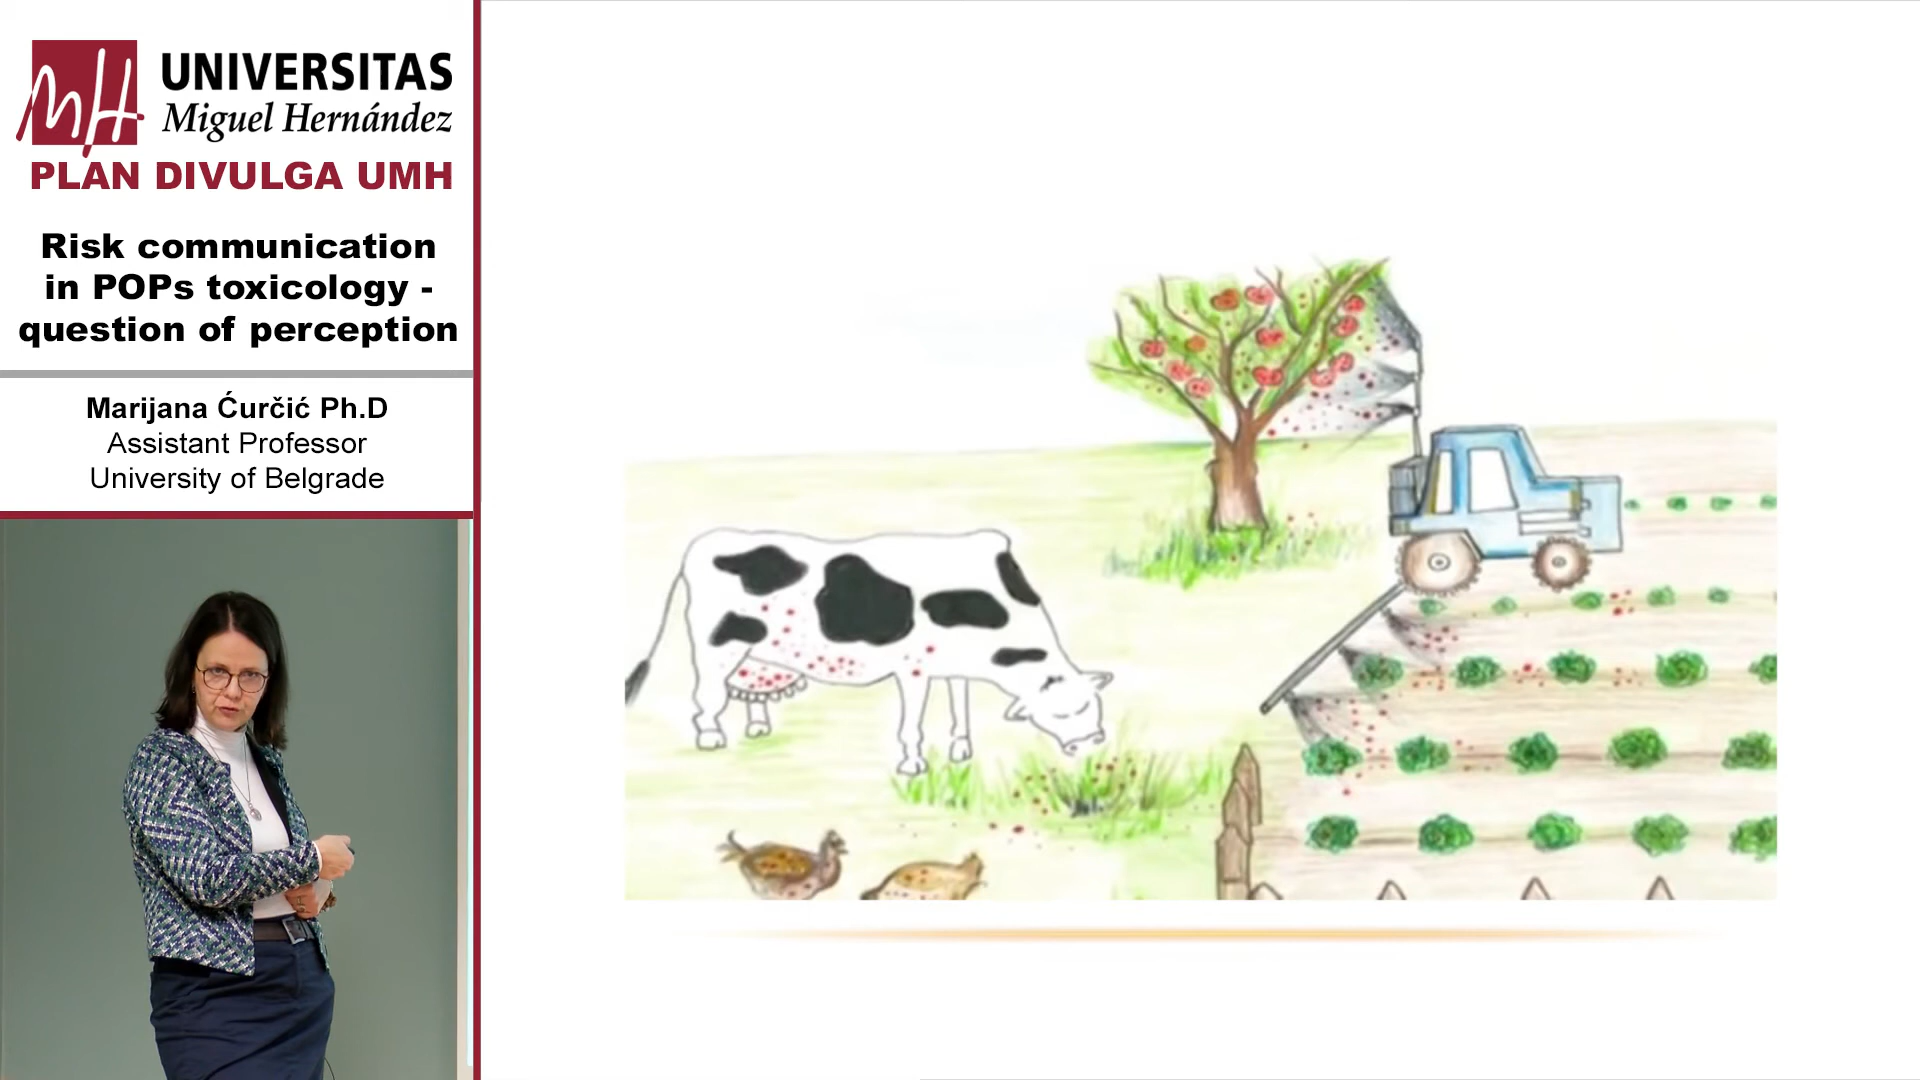 UNIVERSITAS
Miguel Hernández
PLAN DIVULGA UMH
Risk communication
in POPs toxicology -
question of perception
Marijana Ćurčić Ph.D
Assistant Professor
University of Belgrade